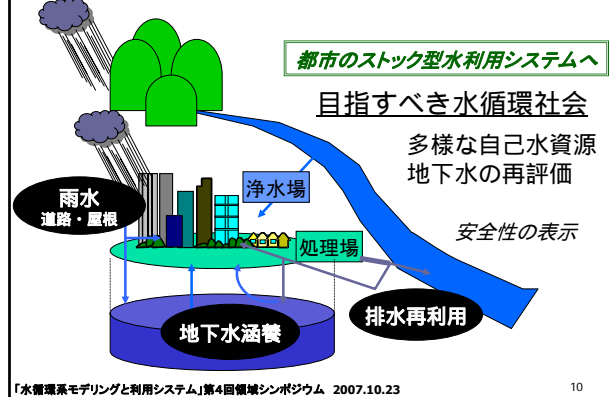 都市のストック型水利用システムへ
目指すべき水循環社会
多様な自己水資源
地下水の再評価
浄水場
雨水
道路・屋根
安全性の表示
処理場
排水再利用
地下水涵養
「水循環系モデリングと利用システム」第4回領域シンポジウム 2007.10.23
10